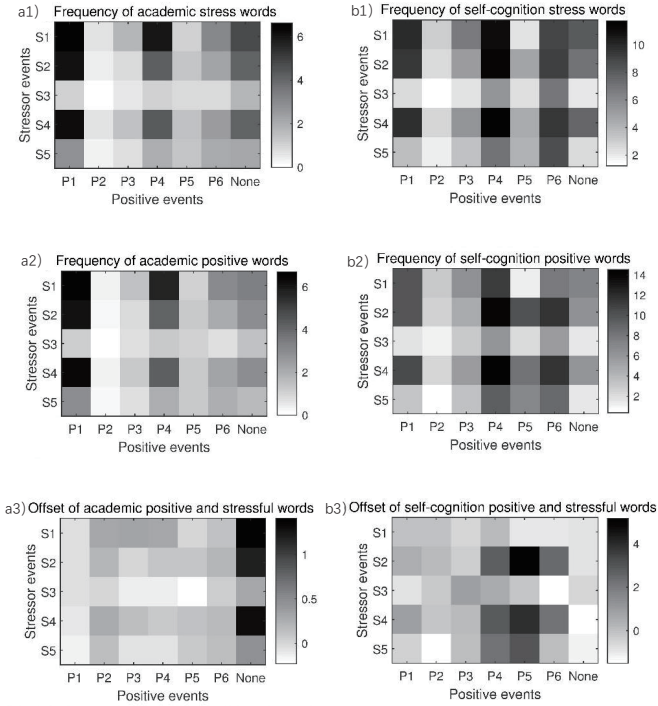 a1) Frequency of academic stress words
S1
S2
S3
S4
S5
Stressor events
P1 P2 P3 P4 P5 P6 None
Positive events
6
4
2
0
b1) Frequency of self-cognition stress words
S1
S2
S3
S4
S5
Stressor events
P1 P2 P3 P4 P5 P6 None
Positive events
10
8
6
4
2
a2) Frequency of academic positive words
S1
S2
S3
S4
S5
Stressor events
P1 P2 P3 P4 P5 P6 None
Positive events
6
4
2
0
b2) Frequency of self-cognition positive words
S1
S2
S3
S4
S5
Stressor events
P1 P2 P3 P4 P5 P6 None
Positive events
14
12
10
8
6
4
2
a3) Offset of academic positive and stressful words
S1
S2
S3
S4
S5
Stressor events
P1 P2 P3 P4 P5 P6 None
Positive events
1
0.5
0
b3) Offset of self-cognition positive and stressful words
S1
S2
S3
S4
S5
Stressor events
P1 P2 P3 P4 P5 P6 None
Positive events
4
2
0